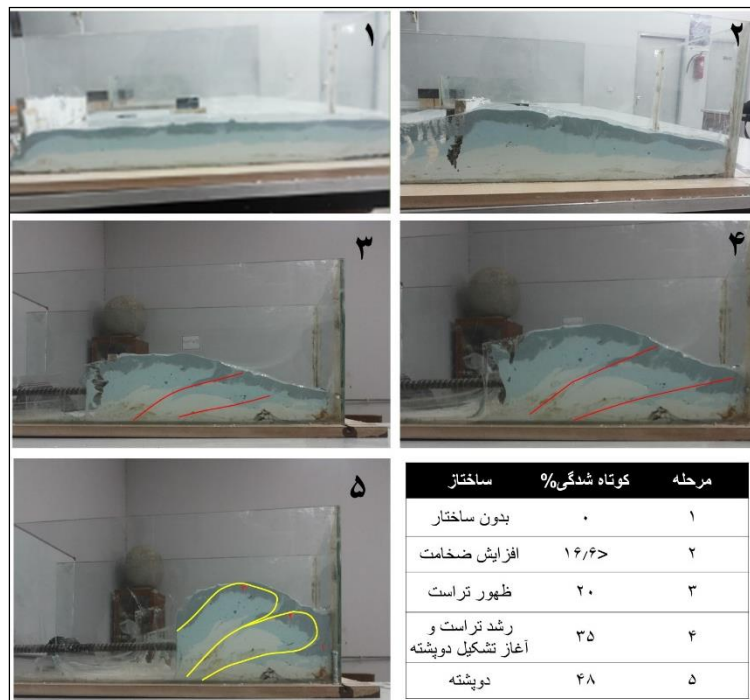 ۱
۲
۳
۴
۵
مرحله کوتاه شدگی% ساختاز
۱ ۰ بدون ساختار
۲ <۱۶٫۶ افزایش ضخامت
۳ ۲۰ ظهور تراست
۴ ۳۵ رشد تراست و
آغاز تشکیل دوپشته
۵ ۴۸ دوپشته